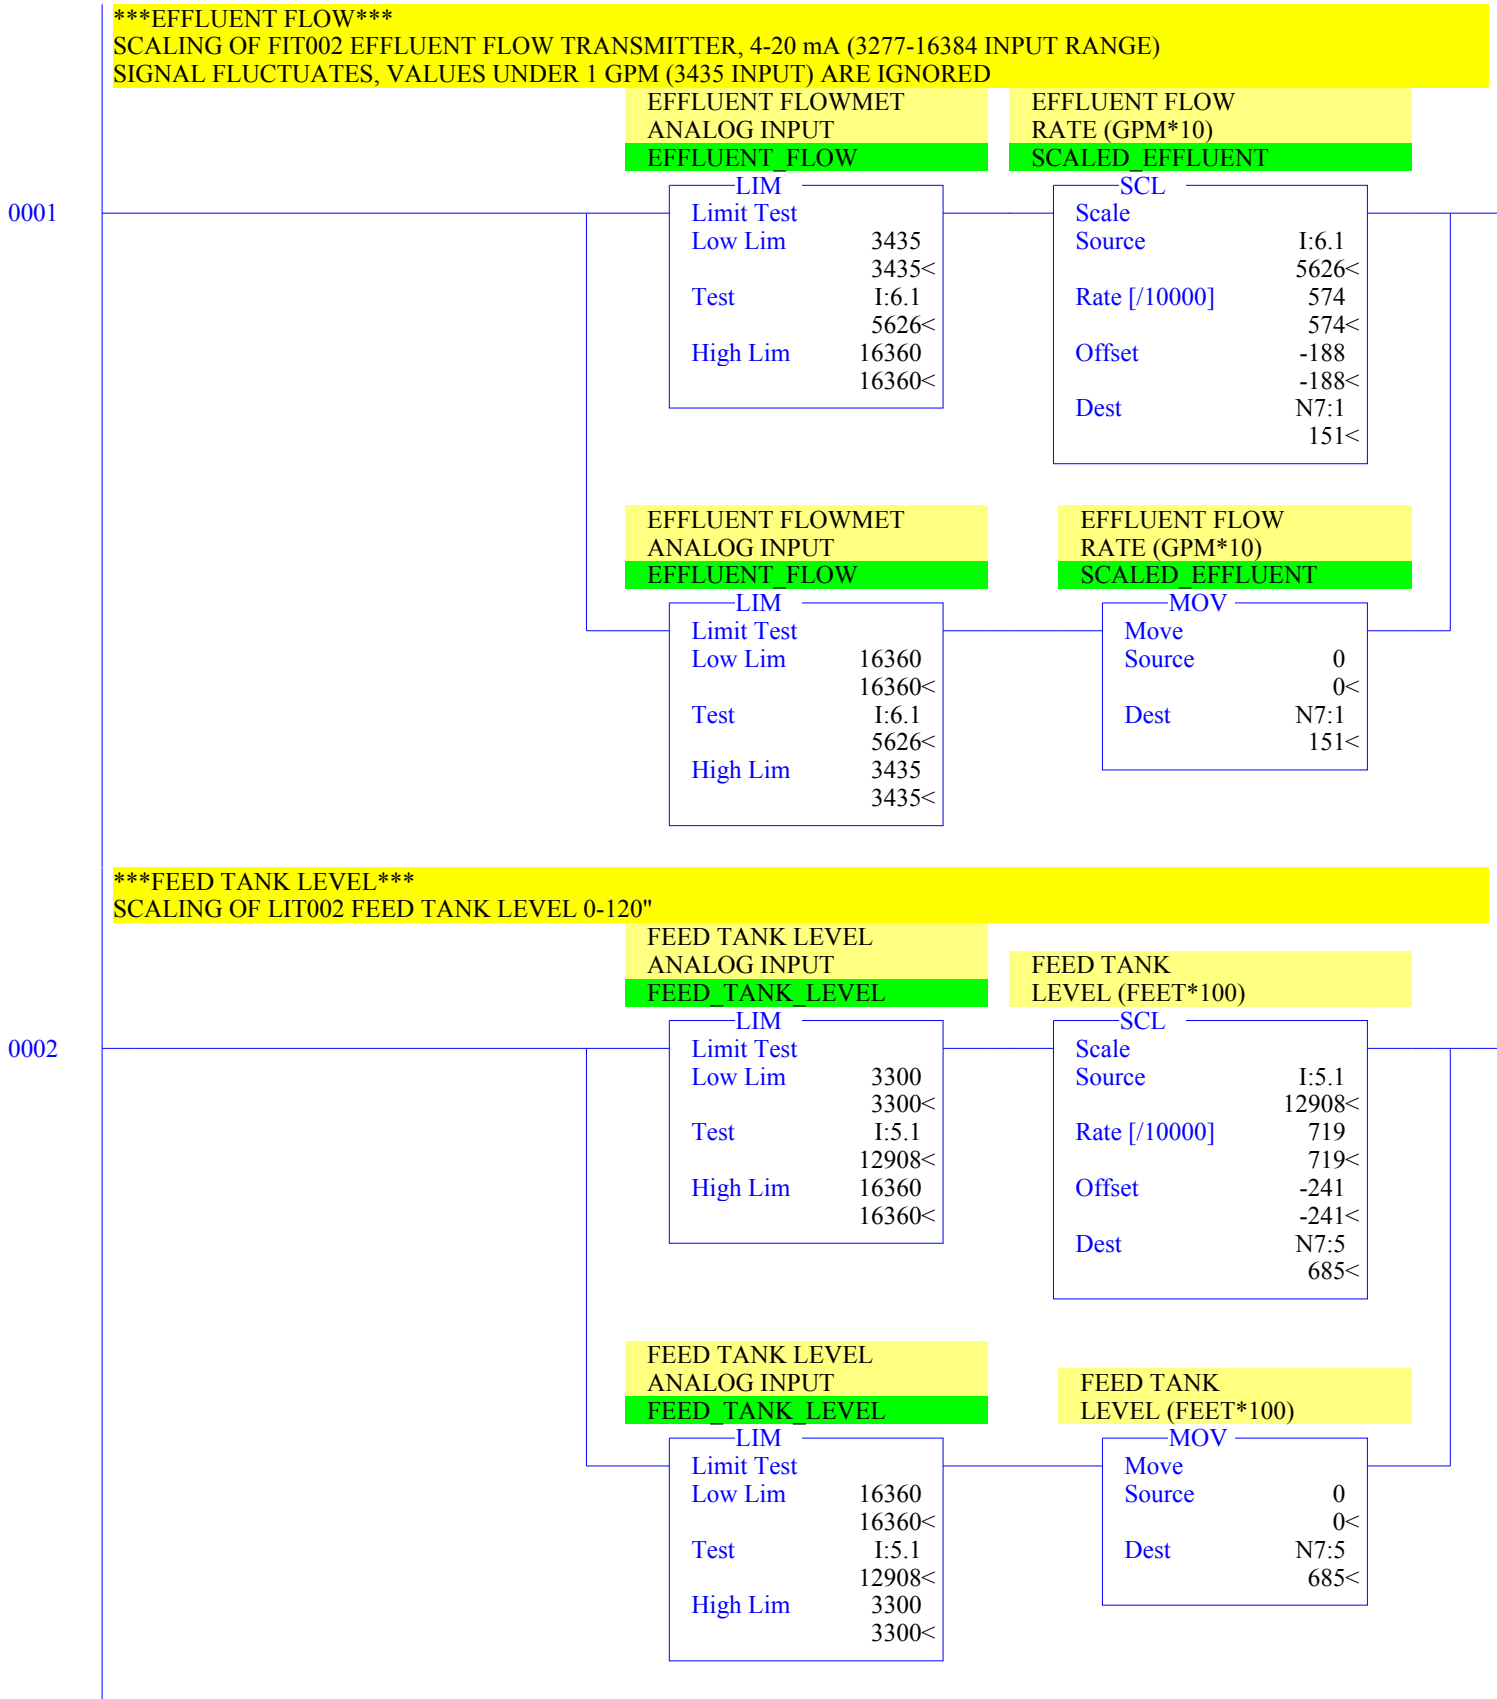 ***EFFLUENT FLOW***
SCALING OF FIT002 EFFLUENT FLOW TRANSMITTER, 4-20 mA (3277-16384 INPUT RANGE)
SIGNAL FLUCTUATES, VALUES UNDER 1 GPM (3435 INPUT) ARE IGNORED
EFFLUENT FLOWMET
ANALOG INPUT
EFFLUENT_FLOW
LIM
Limit Test
Low Lim 3435
3435<
Test I:6.1
5626<
High Lim 16360
16360<
EFFLUENT FLOW
RATE (GPM*10)
SCALED_EFFLUENT
SCL
Scale
Source I:6.1
5626<
Rate [/10000] 574
574<
Offset -188
-188<
Dest N7:1
151<
0001
EFFLUENT FLOWMET
ANALOG INPUT
EFFLUENT_FLOW
LIM
Limit Test
Low Lim 16360
16360<
Test I:6.1
5626<
High Lim 3435
3435<
EFFLUENT FLOW
RATE (GPM*10)
SCALED_EFFLUENT
MOV
Move
Source 0
0<
Dest N7:1
151<
***FEED TANK LEVEL***
SCALING OF LIT002 FEED TANK LEVEL 0-120"
FEED TANK LEVEL
ANALOG INPUT
FEED_TANK_LEVEL
LIM
Limit Test
Low Lim 3300
3300<
Test I:5.1
12908<
High Lim 16360
16360<
FEED TANK
LEVEL (FEET*100)
SCL
Scale
Source I:5.1
12908<
Rate [/10000] 719
719<
Offset -241
-241<
Dest N7:5
685<
0002
FEED TANK LEVEL
ANALOG INPUT
FEED_TANK_LEVEL
LIM
Limit Test
Low Lim 16360
16360<
Test I:5.1
12908<
High Lim 3300
3300<
FEED TANK
LEVEL (FEET*100)
MOV
Move
Source 0
0<
Dest N7:5
685<